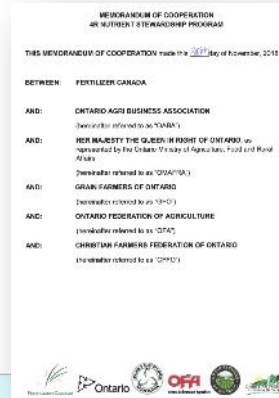 MEMORANDUM OF COOPERATION
4R NUTRIENT STEWARDSHIP PROGRAM
THIS MEMORANDUM OF COOPERATION made this day of November, 2015
BETWEEN: FERTILIZER CANADA
AND: ONTARIO AGRI BUSINESS ASSOCIATION
(hereinafter referred to as "OABA")
AND: HER MAJESTY THE QUEEN IN RIGHT OF ONTARIO, as
represented by the Ontario Ministry of Agriculture, Food and Rural
Affairs
(hereinafter referred to as "OMAFRA")
AND: GRAIN FARMERS OF ONTARIO
(hereinafter referred to as "GFO")
AND: ONTARIO FEDERATION OF AGRICULTURE
(hereinafter referred to as "OFA")
AND: CHRISTIAN FARMERS FEDERATION OF ONTARIO
(hereinafter referred to as "CFFO")
Ontario OFA